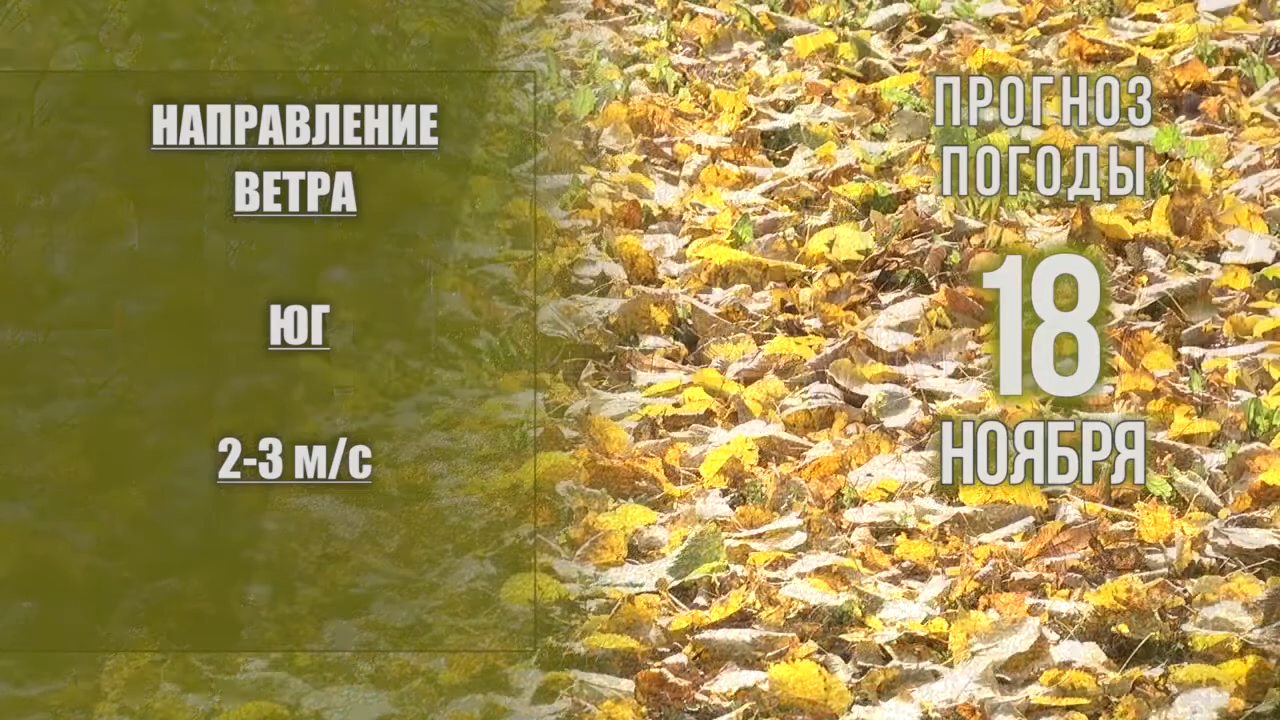 НАПРАВЛЕНИЕ
ВЕТРА
ЮГ
2-3 м/с
ПРОГНОЗ
ПОГОДЫ
18
НОЯБРЯ